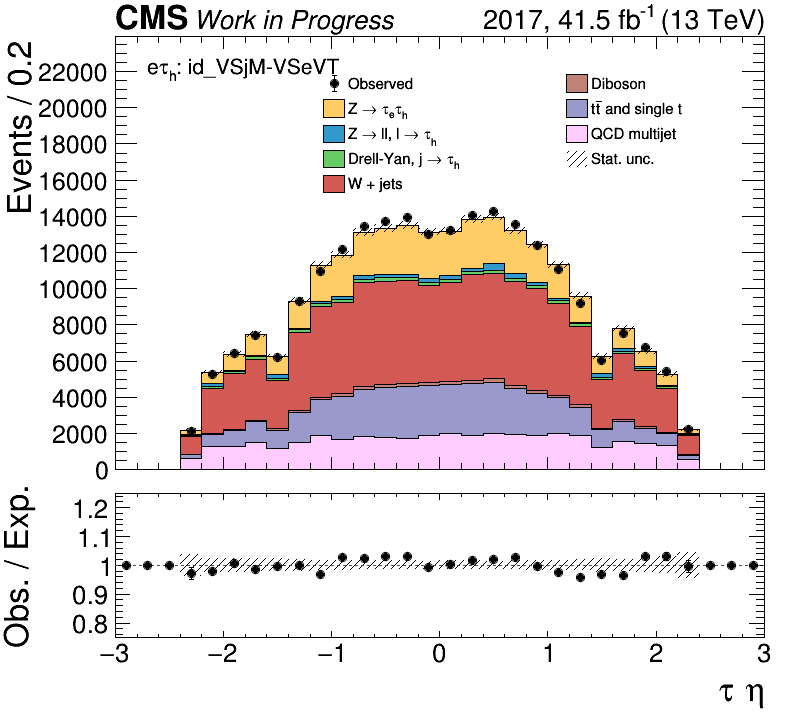 CMS Work in Progress 2017, 41.5 fb⁻¹ (13 TeV)
Events / 0.2
eτₕ: id_VSjM-VSeVT
Observed
Z → τₑτₕ
Z → ll, l → τₕ
Drell-Yan, j → τₕ
W + jets
Diboson
tt̄ and single t
QCD multijet
Stat. unc.
22000
20000
18000
16000
14000
12000
10000
8000
6000
4000
2000
0
Obs. / Exp.
1.2
1.1
1
0.9
0.8
−3 −2 −1 0 1 2 3
τ η